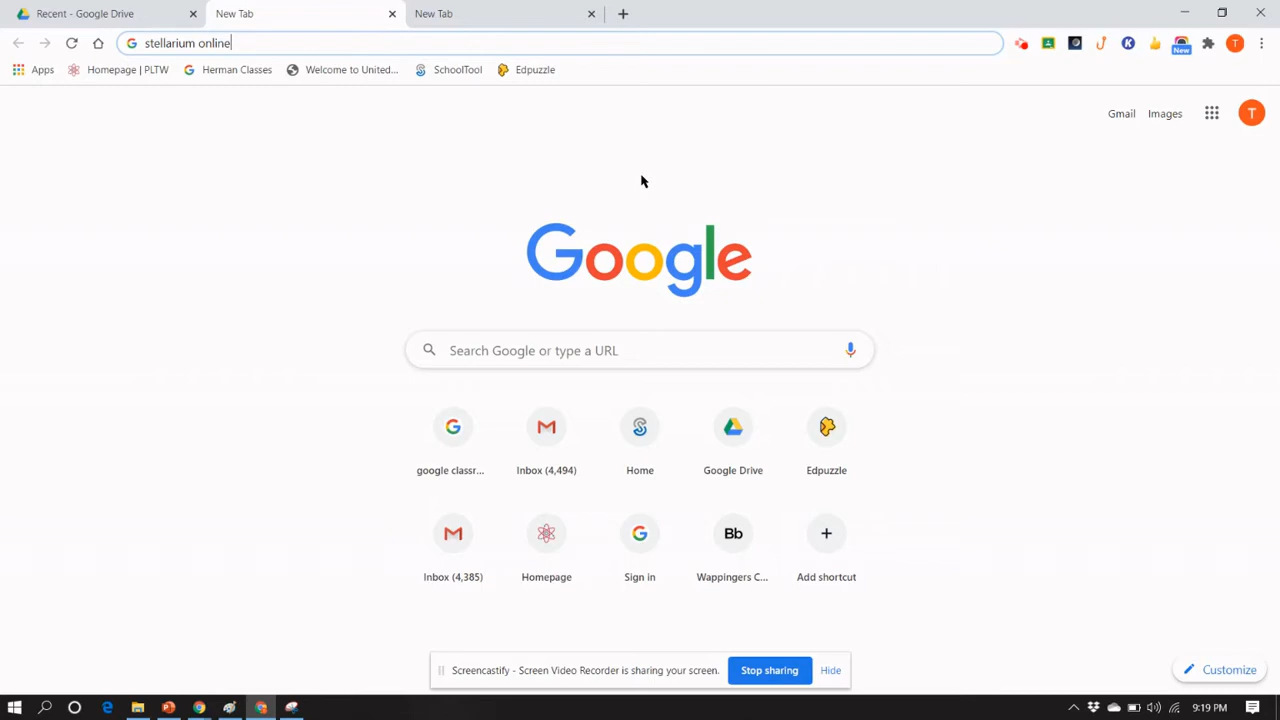 Recent - Google Drive
New Tab
New Tab
stellarium online
New
T
Apps
Homepage | PLTW
Herman Classes
Welcome to United...
SchoolTool
Edpuzzle
Gmail
Images
T
Google
Search Google or type a URL
google classr...
Inbox (4,494)
Home
Google Drive
Edpuzzle
Bb
Inbox (4,385)
Homepage
Sign in
Wappingers C...
Add shortcut
Screencastify - Screen Video Recorder is sharing your screen.
Stop sharing
Hide
Customize
9:19 PM